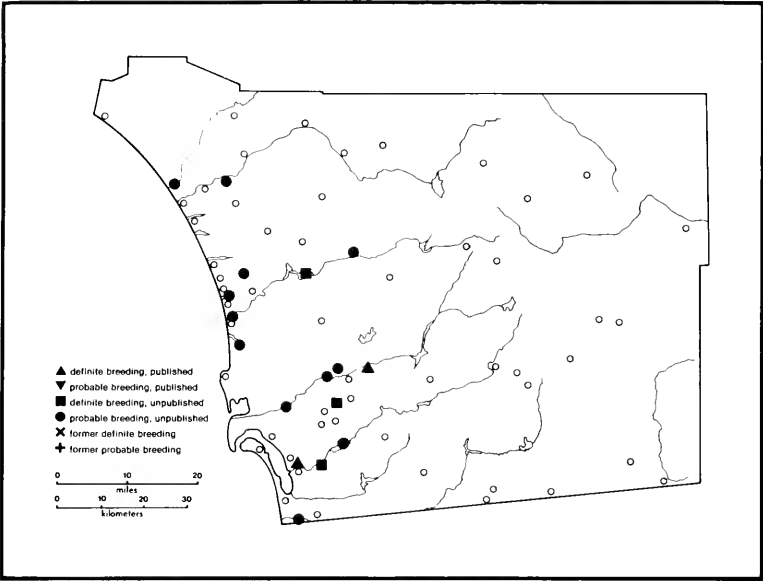 definite breeding, published
probable breeding, published
definite breeding, unpublished
probable breeding, unpublished
former definite breeding
former probable breeding
0 10 20
miles
0 10 20 30
kilometers